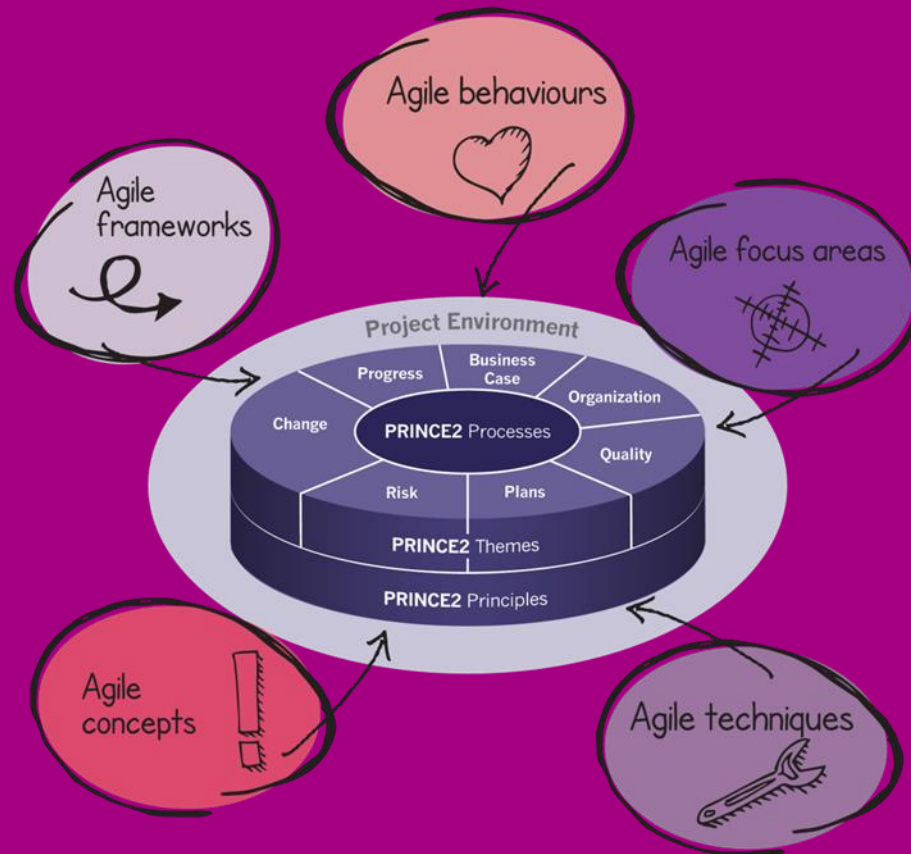 Agile behaviours
Agile
frameworks
Agile focus areas
Project Environment
Progress
Business
Case
Organization
Change
PRINCE2 Processes
Quality
Risk
Plans
PRINCE2 Themes
PRINCE2 Principles
Agile
concepts
Agile techniques